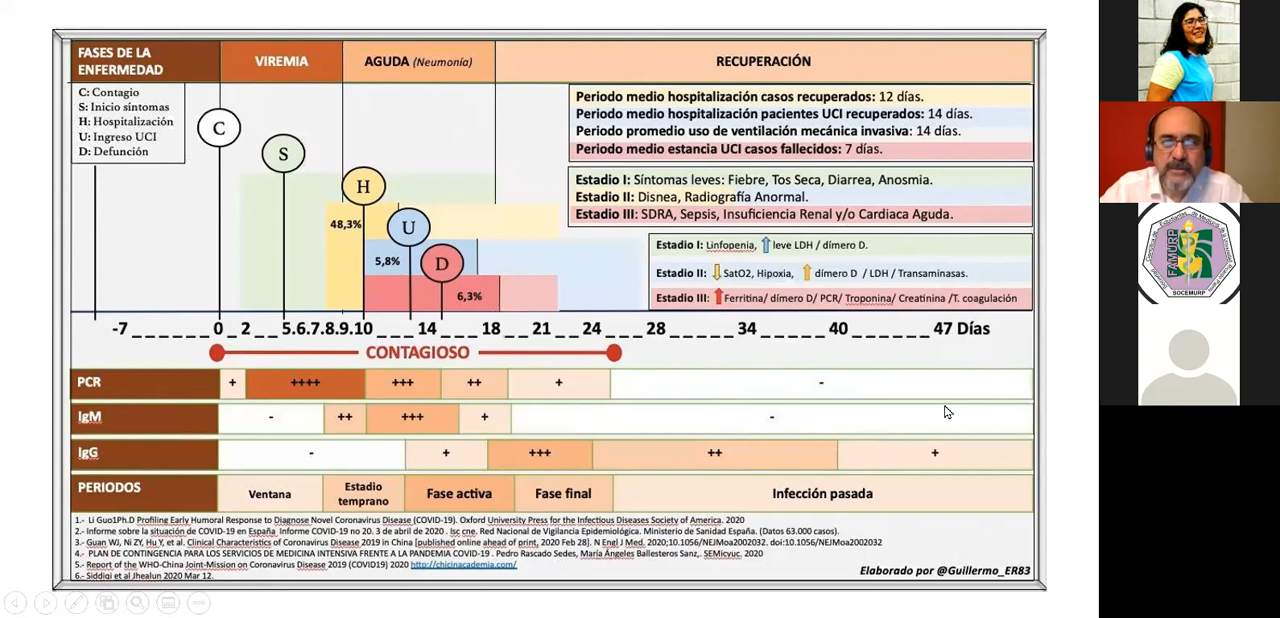 FASES DE LA ENFERMEDAD
VIREMIA
AGUDA (Neumonía)
RECUPERACIÓN
C: Contagio
S: Inicio síntomas
H: Hospitalización
U: Ingreso UCI
D: Defunción
C
S
H
U
D
48,3%
5,8%
6,3%
Periodo medio hospitalización casos recuperados: 12 días.
Periodo medio hospitalización pacientes UCI recuperados: 14 días.
Periodo promedio uso de ventilación mecánica invasiva: 14 días.
Periodo medio estancia UCI casos fallecidos: 7 días.
Estadio I: Síntomas leves: Fiebre, Tos Seca, Diarrea, Anosmia.
Estadio II: Disnea, Radiografía Anormal.
Estadio III: SDRA, Sepsis, Insuficiencia Renal y/o Cardiaca Aguda.
Estadio I: Linfopenia, ⇧ leve LDH / dímero D.
Estadio II: ⇩ SatO2, Hipoxia, ⇧ dímero D / LDH / Transaminasas.
Estadio III: ⇧ Ferritina/ dímero D/ PCR/ Troponina/ Creatinina /T. coagulación
-7_ _ _ _ _ _ _0 _ 2 _ _ 5.6.7.8.9.10 _ _ _ 14 _ _ _ 18 _ _ 21 _ _ 24 _ _ _ 28 _ _ _ _ _ 34 _ _ _ _ _ 40 _ _ _ _ _ _ 47 Días
CONTAGIOSO
PCR + ++++ +++ ++ + -
IgM - ++ +++ + -
IgG - + +++ ++ +
PERIODOS Ventana Estadio temprano Fase activa Fase final Infección pasada
1.- Li Guo1Ph.D Profiling Early Humoral Response to Diagnose Novel Coronavirus Disease (COVID-19). Oxford University Press for the Infectious Diseases Society of America. 2020
2.- Informe sobre la situación de COVID-19 en España Informe COVID-19 no 20. 3 de abril de 2020 . Isc cne. Red Nacional de Vigilancia Epidemiológica. Ministerio de Sanidad España. (Datos 63.000 casos).
3.- Guan WJ, Ni ZY, Hu Y, et al. Clinical Characteristics of Coronavirus Disease 2019 in China [published online ahead of print, 2020 Feb 28]. N Engl J Med. 2020;10.1056/NEJMoa2002032. doi:10.1056/NEJMoa2002032
4.- PLAN DE CONTINGENCIA PARA LOS SERVICIOS DE MEDICINA INTENSIVA FRENTE A LA PANDEMIA COVID-19 . Pedro Rascado Sedes, María Ángeles Ballesteros Sanz,. SEMicyuc. 2020
5.- Report of the WHO-China Joint-Mission on Coronavirus Disease 2019 (COVID19) 2020 http://chicinacademia.com/
6.- Siddiqi et al Jhealun 2020 Mar 12.
Elaborado por @Guillermo_ER83
FAMURP
SOCEMURP